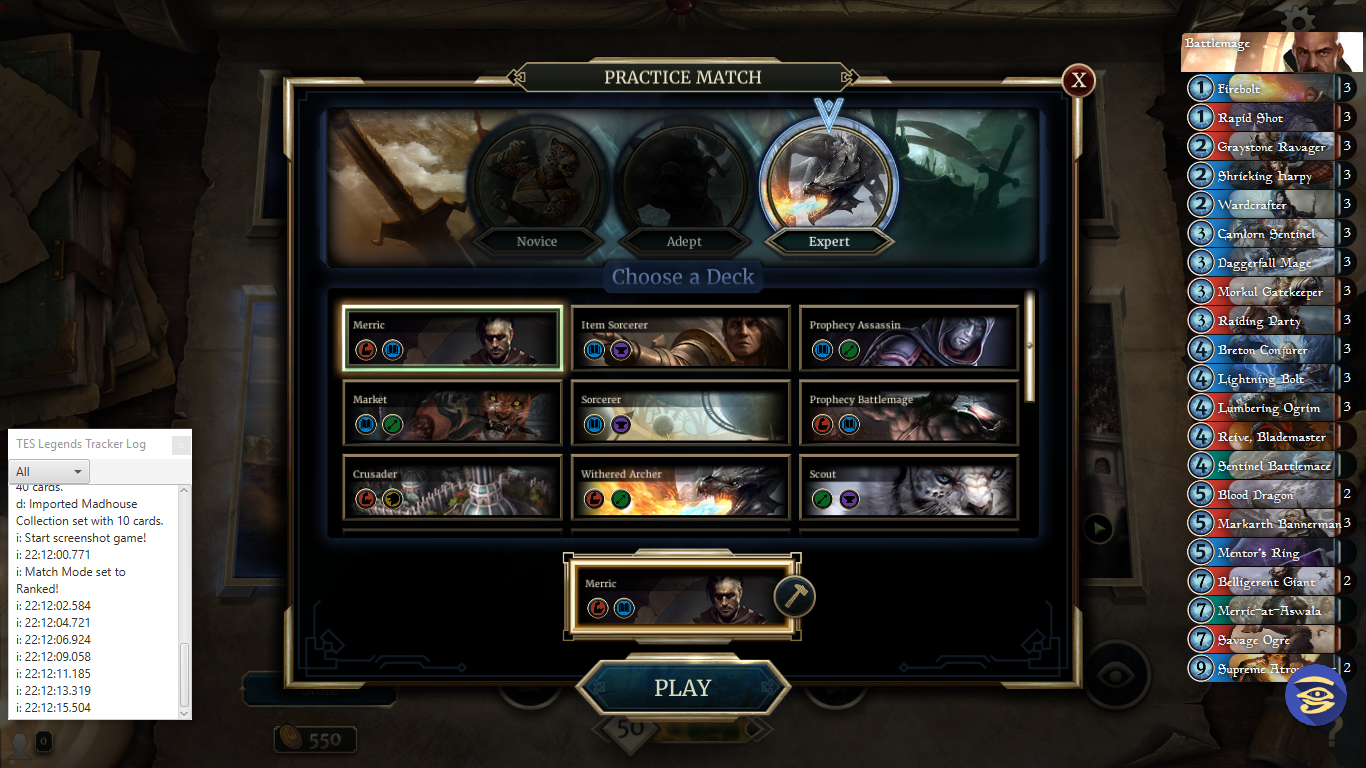 PRACTICE MATCH
X
Novice
Adept
Expert
Choose a Deck
Merric
Item Sorcerer
Prophecy Assassin
Market
Sorcerer
Prophecy Battlemage
Crusader
Withered Archer
Scout
Merric
PLAY
50
550
0
TES Legends Tracker Log
All
40 cards.
d: Imported Madhouse
Collection set with 10 cards.
i: Start screenshot game!
i: 22:12:00.771
i: Match Mode set to
Ranked!
i: 22:12:02.584
i: 22:12:04.721
i: 22:12:06.924
i: 22:12:09.058
i: 22:12:11.185
i: 22:12:13.319
i: 22:12:15.504
Battlemage
1 Firebolt 3
1 Rapid Shot 3
2 Graystone Ravager 3
2 Shrieking Harpy 3
2 Wardcrafter 3
3 Camlorn Sentinel 3
3 Daggerfall Mage 3
3 Morkul Gatekeeper 3
3 Raiding Party 3
4 Breton Conjurer 3
4 Lightning Bolt 3
4 Lumbering Ogrim 3
4 Reive, Blademaster
4 Sentinel Battlemace
5 Blood Dragon 2
5 Markarth Bannerman 3
5 Mentor's Ring
7 Belligerent Giant 2
7 Merric-at-Aswala
7 Savage Ogre
9 Supreme 2